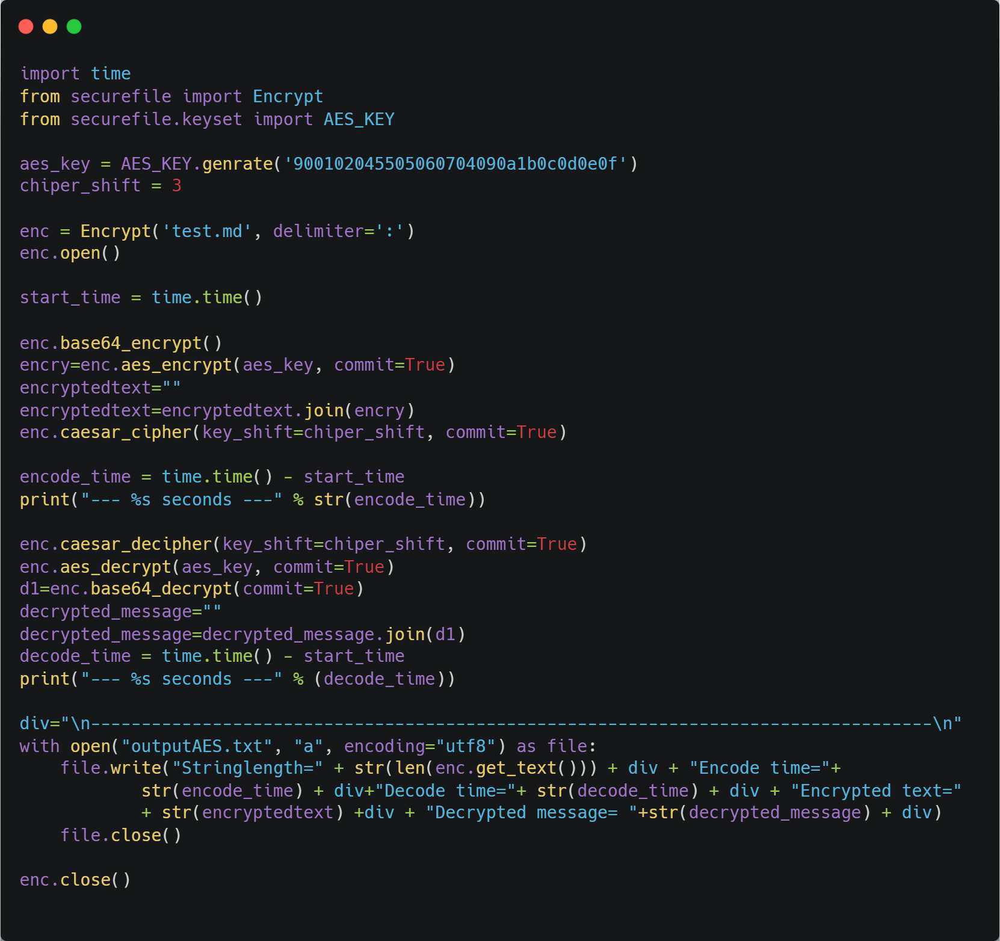 import time
from securefile import Encrypt
from securefile.keyset import AES_KEY

aes_key = AES_KEY.genrate('900102045505060704090a1b0c0d0e0f')
chiper_shift = 3

enc = Encrypt('test.md', delimiter=':')
enc.open()

start_time = time.time()

enc.base64_encrypt()
encry=enc.aes_encrypt(aes_key, commit=True)
encryptedtext=""
encryptedtext=encryptedtext.join(encry)
enc.caesar_cipher(key_shift=chiper_shift, commit=True)

encode_time = time.time() - start_time
print("--- %s seconds ---" % str(encode_time))

enc.caesar_decipher(key_shift=chiper_shift, commit=True)
enc.aes_decrypt(aes_key, commit=True)
d1=enc.base64_decrypt(commit=True)
decrypted_message=""
decrypted_message=decrypted_message.join(d1)
decode_time = time.time() - start_time
print("--- %s seconds ---" % (decode_time))

div="\n-----------------------------------------------------------------------------------\n"
with open("outputAES.txt", "a", encoding="utf8") as file:
    file.write("Stringlength=" + str(len(enc.get_text())) + div + "Encode time="+
            str(encode_time) + div+"Decode time="+ str(decode_time) + div + "Encrypted text="
            + str(encryptedtext) +div + "Decrypted message= "+str(decrypted_message) + div)
    file.close()

enc.close()